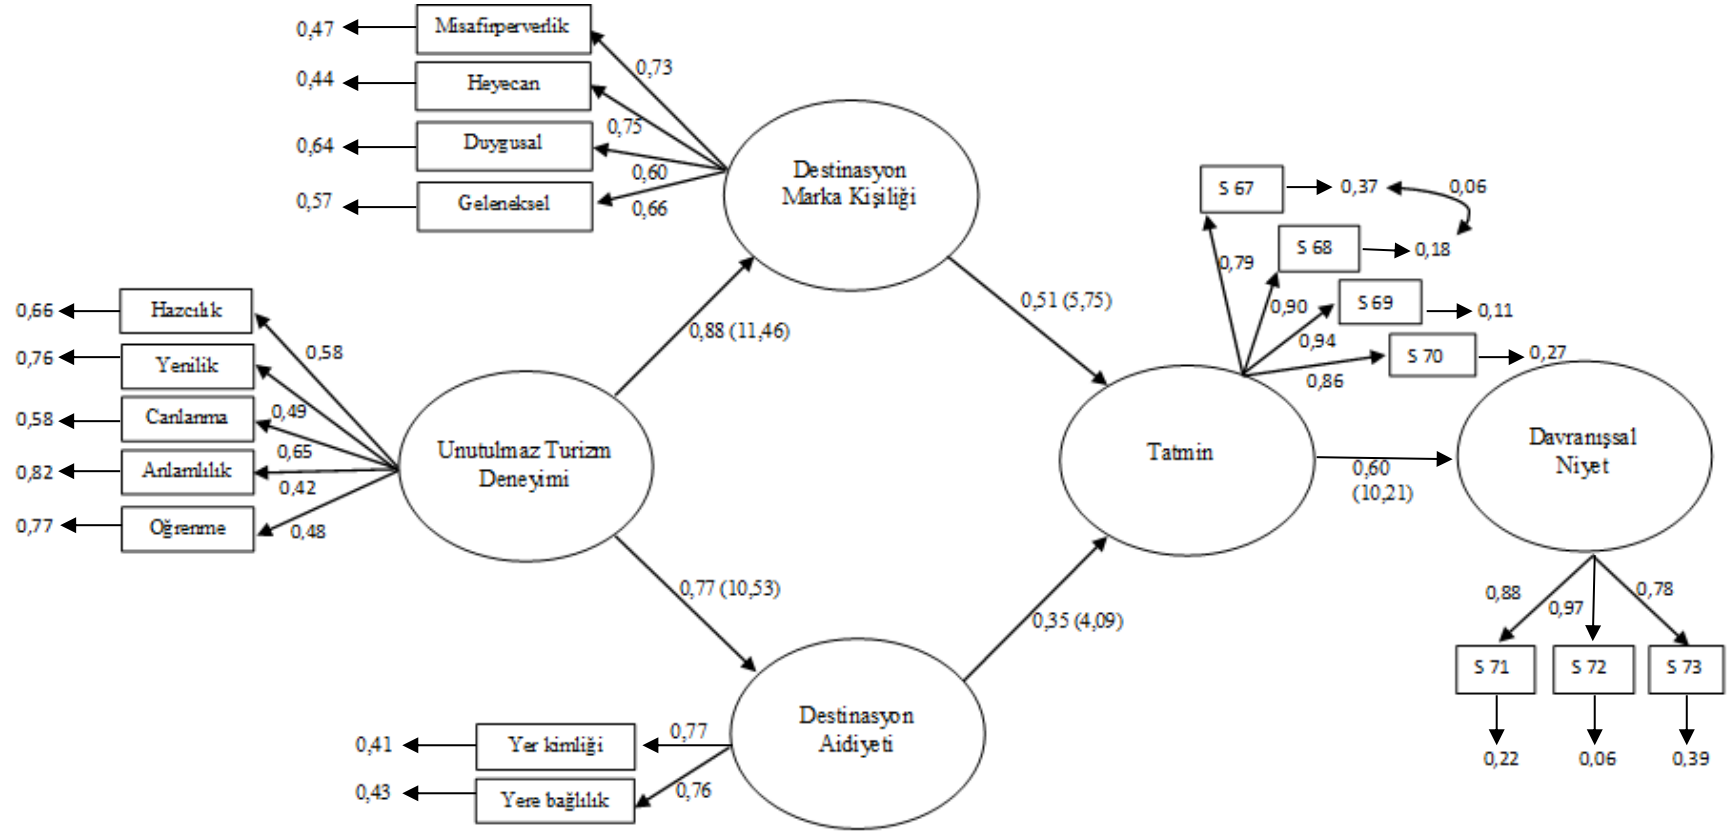 0,47
Misafirperverlik
0,73
0,44
Heyecan
0,75
0,64
Duygusal
0,60
0,57
Geleneksel
0,66
Destinasyon
Marka Kişiliği
S 67
0,37
0,06
0,79
S 68
0,18
0,90
S 69
0,11
0,94
S 70
0,27
0,86
0,51 (5,75)
0,88 (11,46)
0,66
Hazcılık
0,58
0,76
Yenilik
0,49
0,58
Canlanma
0,65
0,82
Anlamlılık
0,42
0,77
Oğrenme
0,48
Unutulmaz Turizm
Deneyimi
Tatmin
0,60
(10,21)
Davranışsal
Niyet
0,77 (10,53)
0,35 (4,09)
0,88
0,97
0,78
S 71
S 72
S 73
0,22
0,06
0,39
Destinasyon
Aidiyeti
0,41
Yer kimliği
0,77
0,43
Yere bağlılık
0,76